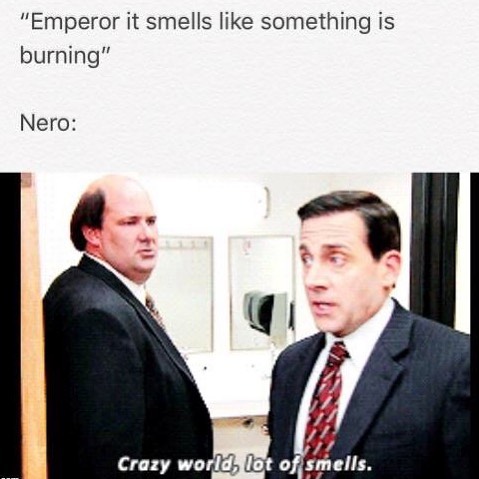 “Emperor it smells like something is
burning”
Nero:
Crazy world, lot of smells.